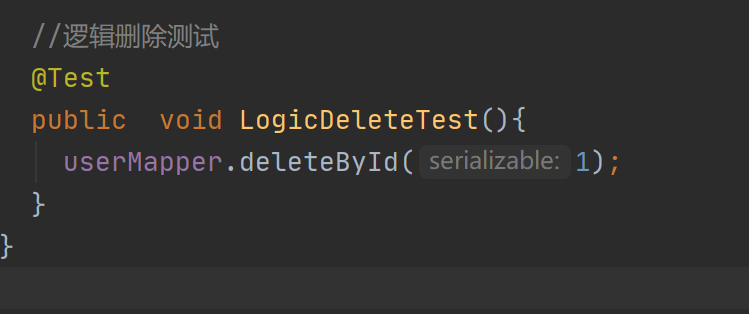 //逻辑删除测试
@Test
public  void LogicDeleteTest(){
userMapper.deleteById( serializable: 1);
}
}